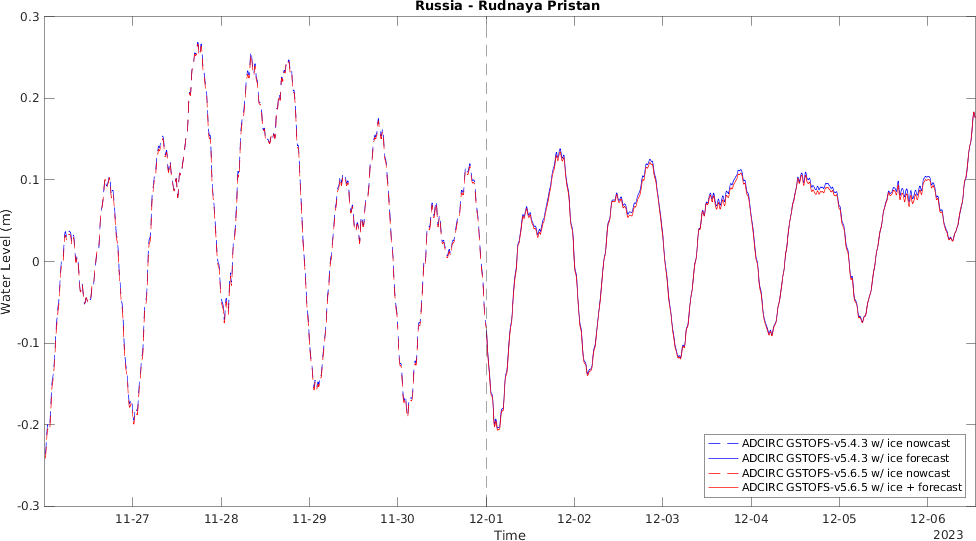 Russia - Rudnaya Pristan
0.3
0.2
0.1
0
-0.1
-0.2
-0.3
Water Level (m)
ADCIRC GSTOFS-v5.4.3 w/ ice nowcast
ADCIRC GSTOFS-v5.4.3 w/ ice forecast
ADCIRC GSTOFS-v5.6.5 w/ ice nowcast
ADCIRC GSTOFS-v5.6.5 w/ ice + forecast
11-27 11-28 11-29 11-30 12-01 12-02 12-03 12-04 12-05 12-06
Time
2023